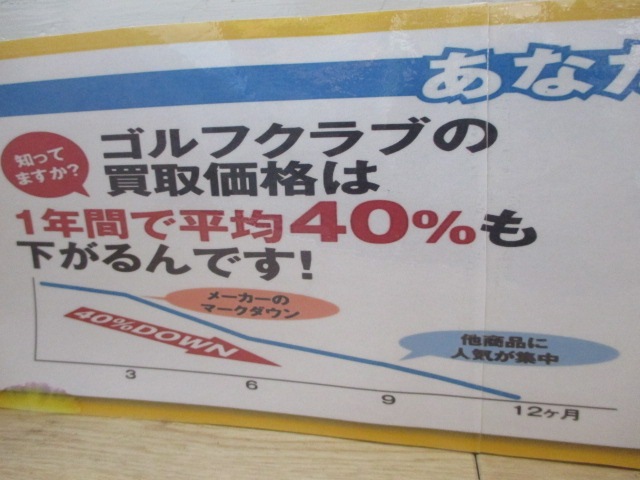 あなた
知って
ますか?
ゴルフクラブの
買取価格は
1年間で平均40%も
下がるんです!
メーカーの
マークダウン
40%DOWN
他商品に
人気が集中
3
6
9
12ヶ月